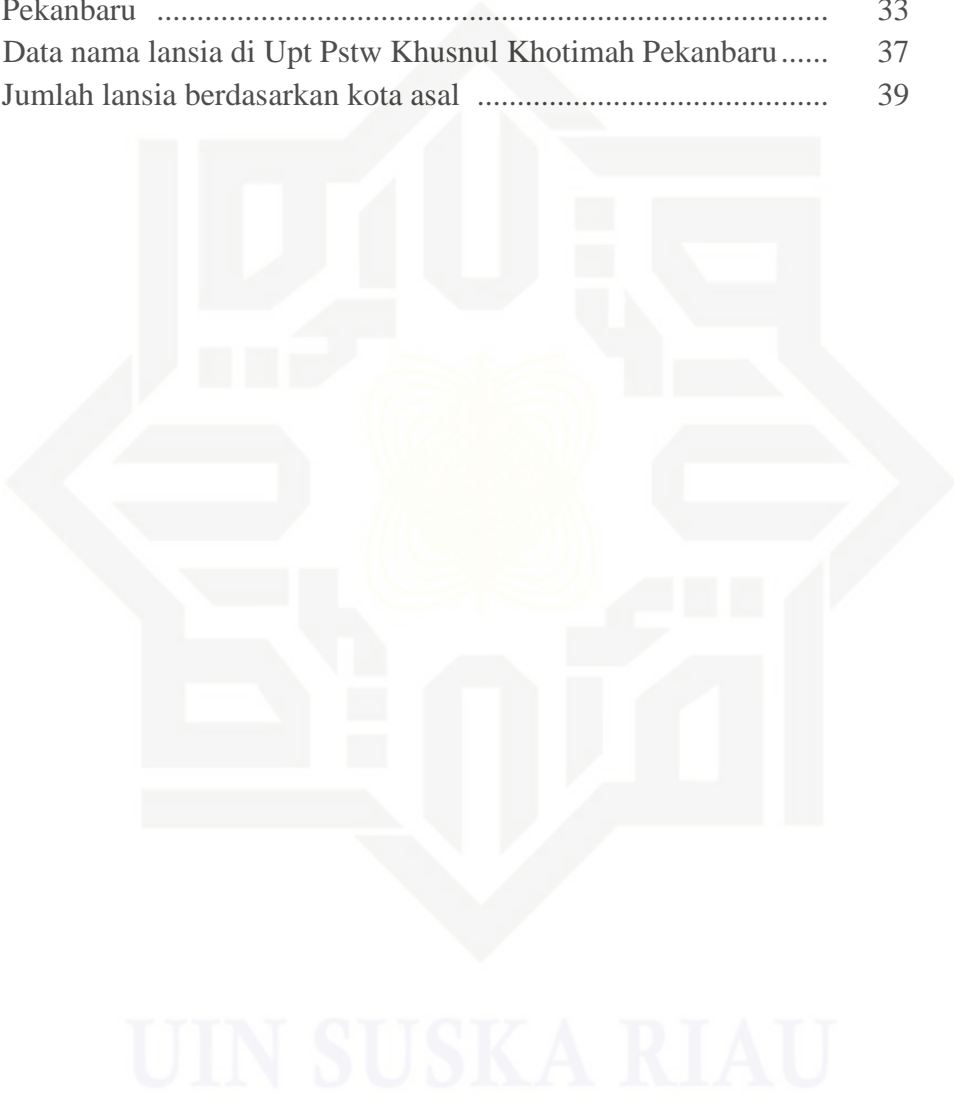 Pekanbaru ........................................................................................ 33
Data nama lansia di Upt Pstw Khusnul Khotimah Pekanbaru ...... 37
Jumlah lansia berdasarkan kota asal .............................................. 39
UIN SUSKA RIAU